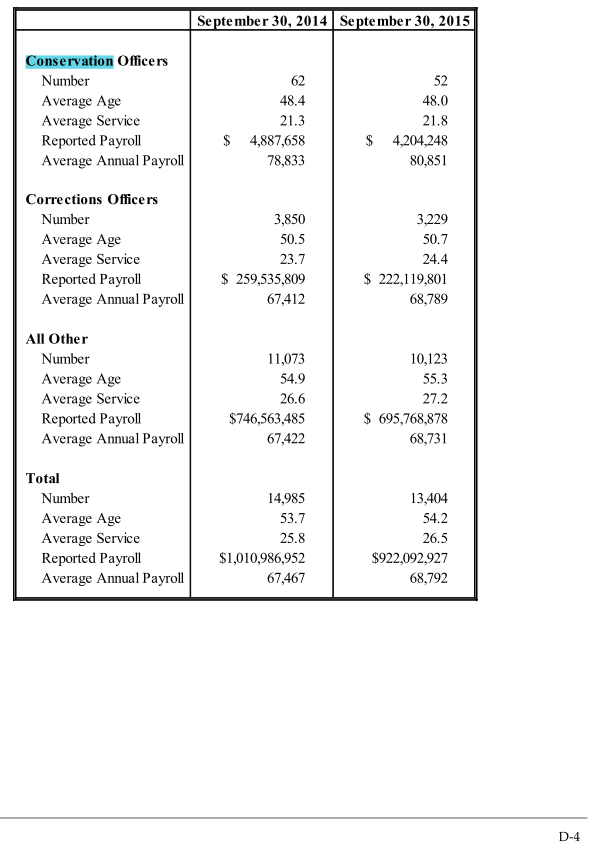 September 30, 2014 September 30, 2015
Conservation Officers
Number 62 52
Average Age 48.4 48.0
Average Service 21.3 21.8
Reported Payroll $ 4,887,658 $ 4,204,248
Average Annual Payroll 78,833 80,851
Corrections Officers
Number 3,850 3,229
Average Age 50.5 50.7
Average Service 23.7 24.4
Reported Payroll $ 259,535,809 $ 222,119,801
Average Annual Payroll 67,412 68,789
All Other
Number 11,073 10,123
Average Age 54.9 55.3
Average Service 26.6 27.2
Reported Payroll $746,563,485 $ 695,768,878
Average Annual Payroll 67,422 68,731
Total
Number 14,985 13,404
Average Age 53.7 54.2
Average Service 25.8 26.5
Reported Payroll $1,010,986,952 $922,092,927
Average Annual Payroll 67,467 68,792
D-4